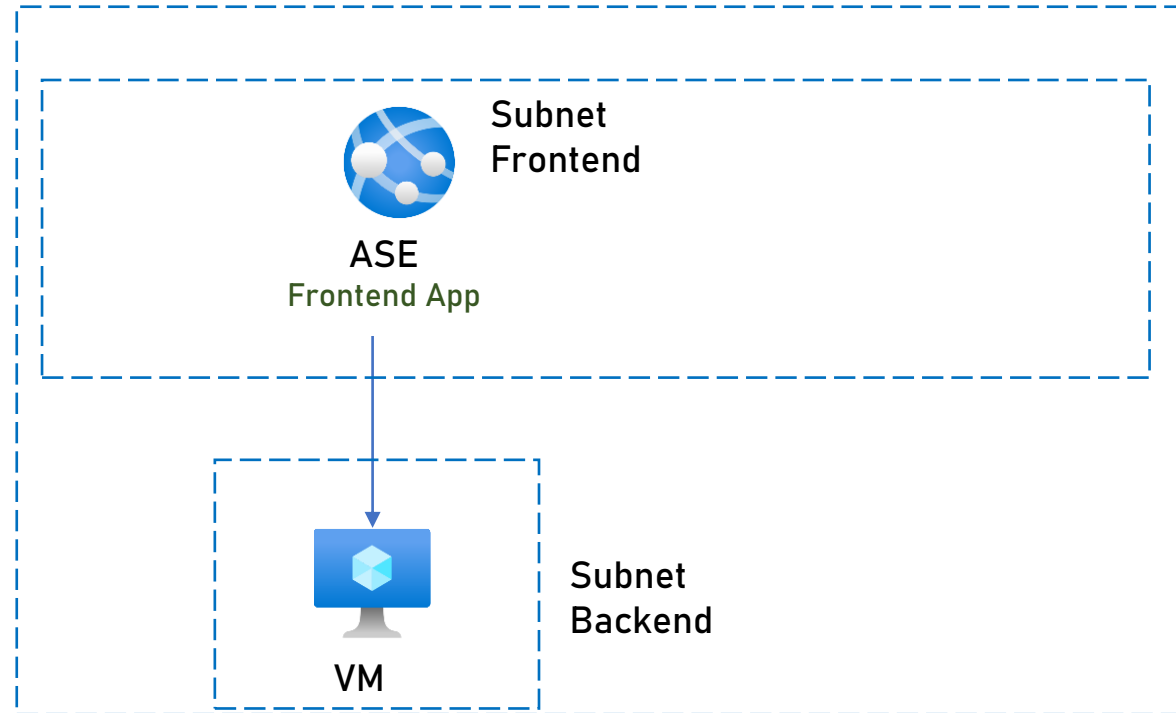 Subnet
Frontend
ASE
Frontend App
Subnet
Backend
VM